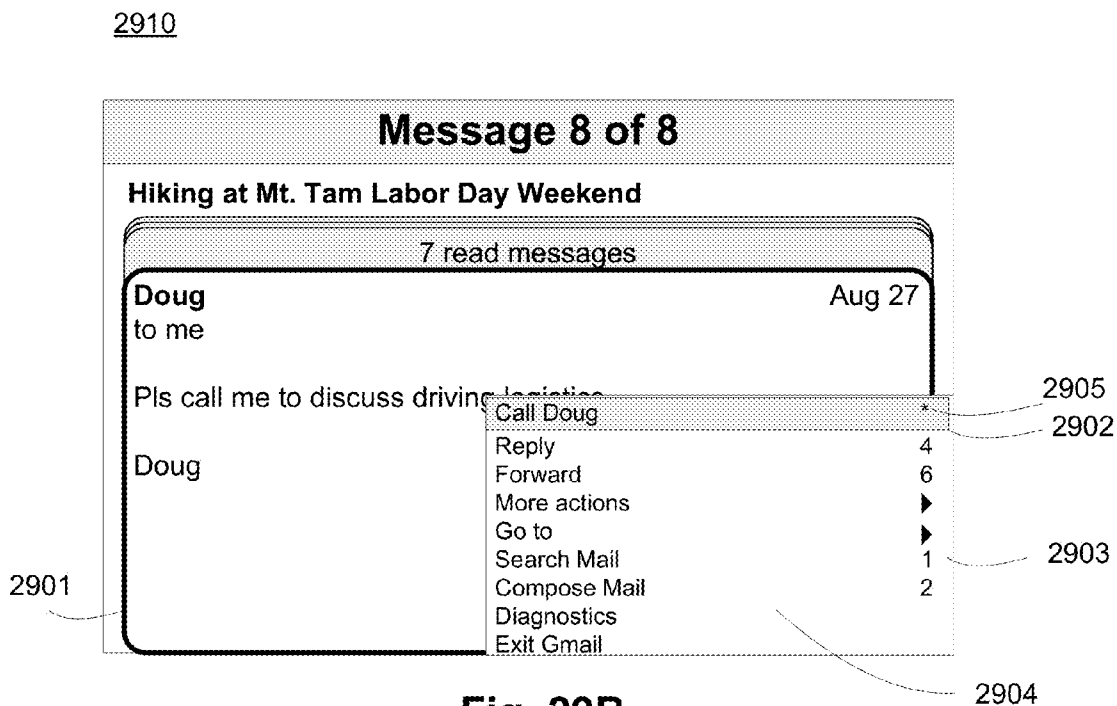 2910
Message 8 of 8
Hiking at Mt. Tam Labor Day Weekend
7 read messages
Doug Aug 27
to me
Pls call me to discuss driving logistics
Call Doug * 2905
2902
Reply 4
Doug
Forward 6
More actions ▶
Go to ▶
Search Mail 1 2903
2901
Compose Mail 2
Diagnostics
Exit Gmail
2904